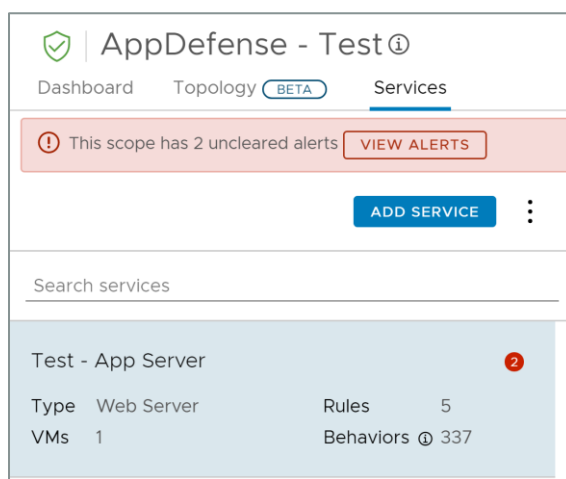 AppDefense - Test
Dashboard Topology BETA Services
This scope has 2 uncleared alerts VIEW ALERTS
ADD SERVICE
Search services
Test - App Server 2
Type Web Server Rules 5
VMs 1 Behaviors 337